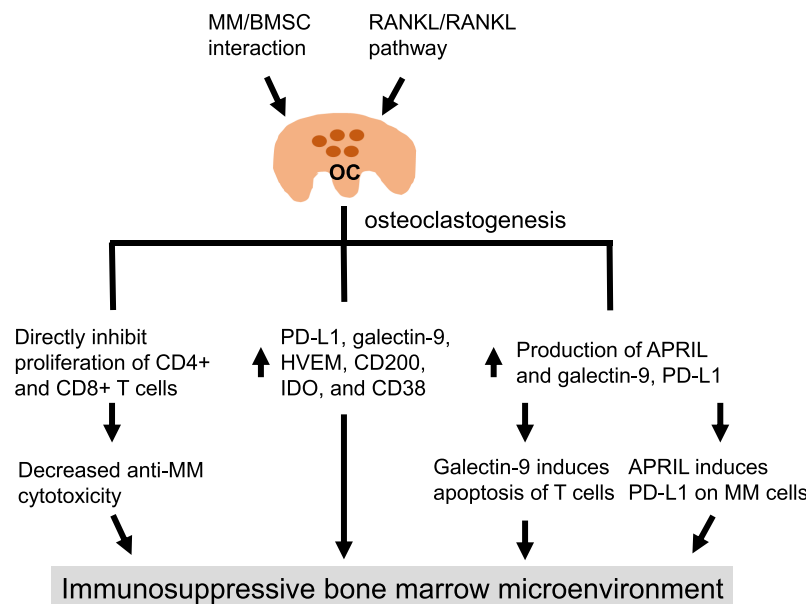 MM/BMSC
interaction
RANKL/RANKL
pathway
OC
osteoclastogenesis
Directly inhibit
proliferation of CD4+
and CD8+ T cells
PD-L1, galectin-9,
HVEM, CD200,
IDO, and CD38
Production of APRIL
and galectin-9, PD-L1
Decreased anti-MM
cytotoxicity
Galectin-9 induces
apoptosis of T cells
APRIL induces
PD-L1 on MM cells
Immunosuppressive bone marrow microenvironment